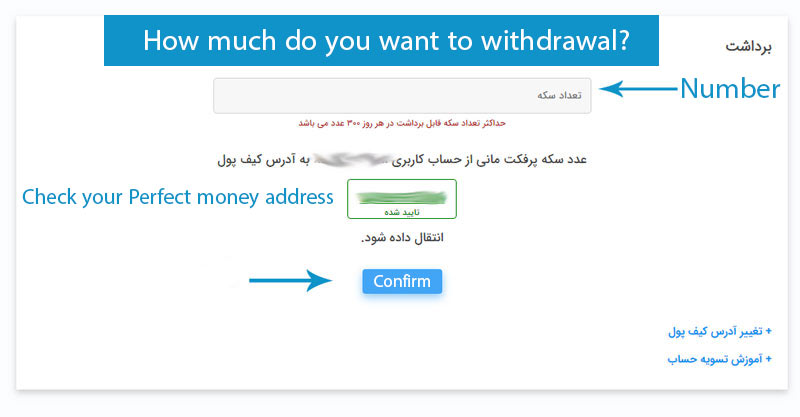 How much do you want to withdrawal?
برداشت
تعداد سکه
Number
حداکثر تعداد سکه قابل برداشت در هر روز ۳۰۰ عدد می باشد
عدد سکه پرفکت مانی از حساب کاربری به آدرس کیف پول
Check your Perfect money address
تایید شده
انتقال داده شود.
Confirm
+ تغییر آدرس کیف پول
+ آموزش تسویه حساب